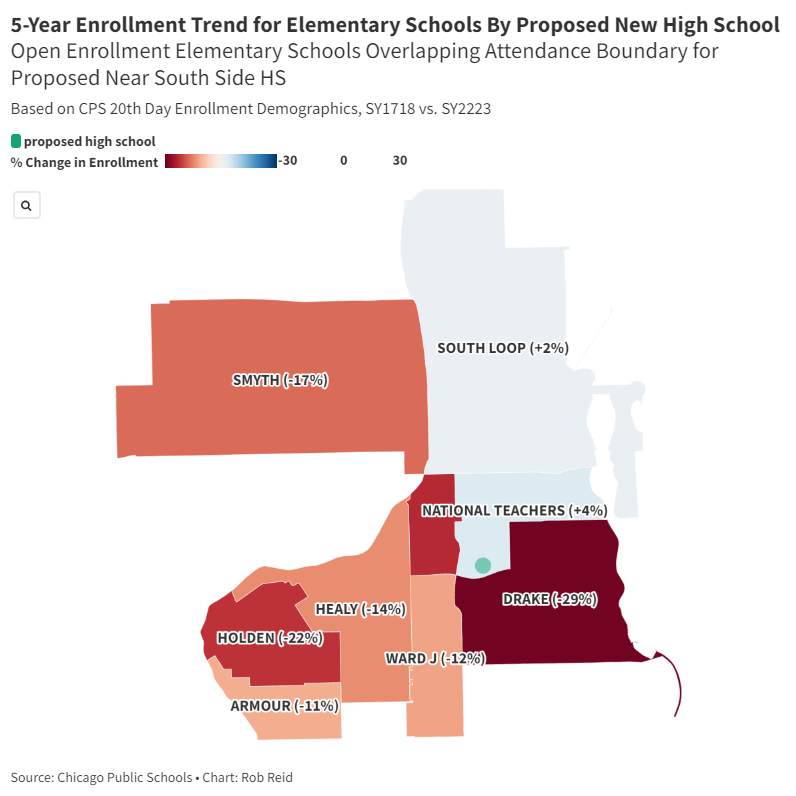 5-Year Enrollment Trend for Elementary Schools By Proposed New High School
Open Enrollment Elementary Schools Overlapping Attendance Boundary for
Proposed Near South Side HS
Based on CPS 20th Day Enrollment Demographics, SY1718 vs. SY2223
proposed high school
% Change in Enrollment -30 0 30
SOUTH LOOP (+2%)
SMYTH (-17%)
NATIONAL TEACHERS (+4%)
DRAKE (-29%)
HEALY (-14%)
HOLDEN (-22%)
WARD J (-12%)
ARMOUR (-11%)
Source: Chicago Public Schools • Chart: Rob Reid